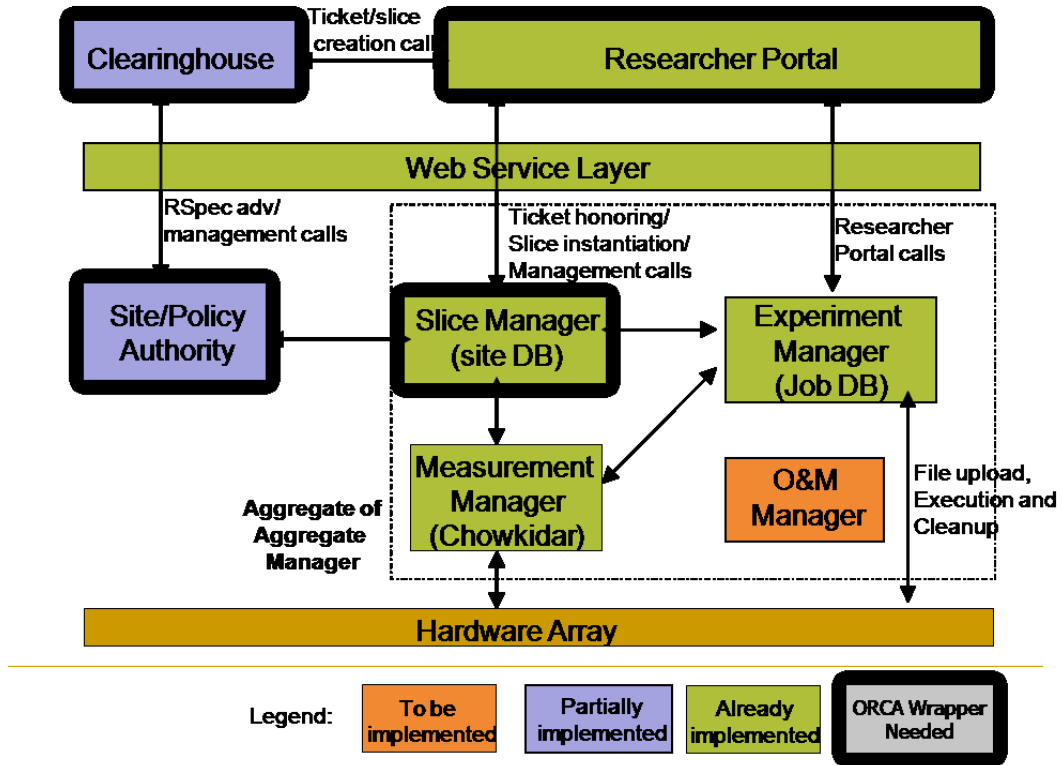 Ticket/slice
creation call
Clearinghouse
Researcher Portal
Web Service Layer
RSpec adv/
management calls
Ticket honoring/
Slice instantiation/
Management calls
Researcher
Portal calls
Site/Policy
Authority
Slice Manager
(site DB)
Experiment
Manager
(Job DB)
Measurement
Manager
(Chowkidar)
O&M
Manager
File upload,
Execution and
Cleanup
Aggregate of
Aggregate
Manager
Hardware Array
Legend:
To be
implemented
Partially
implemented
Already
implemented
ORCA Wrapper
Needed